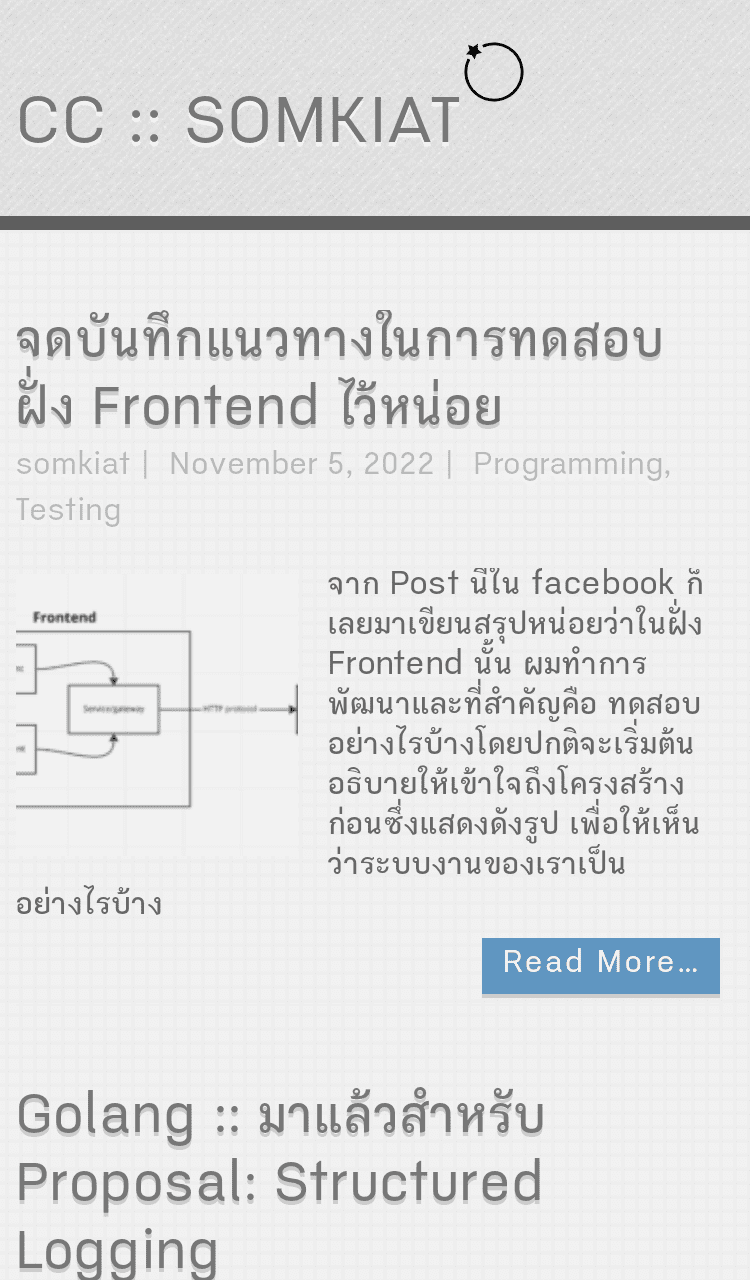 CC :: SOMKIAT
จดบันทึกแนวทางในการทดสอบ
ฝั่ง Frontend ไว้หน่อย
somkiat | November 5, 2022 | Programming,
Testing
Frontend
Service/gateway
HTTP protocol
จาก Post นี้ใน facebook ก็
เลยมาเขียนสรุปหน่อยว่าในฝั่ง
Frontend นั้น ผมทำการ
พัฒนาและที่สำคัญคือ ทดสอบ
อย่างไรบ้างโดยปกติจะเริ่มต้น
อธิบายให้เข้าใจถึงโครงสร้าง
ก่อนซึ่งแสดงดังรูป เพื่อให้เห็น
ว่าระบบงานของเราเป็น
อย่างไรบ้าง
Read More…
Golang :: มาแล้วสำหรับ
Proposal: Structured
Logging